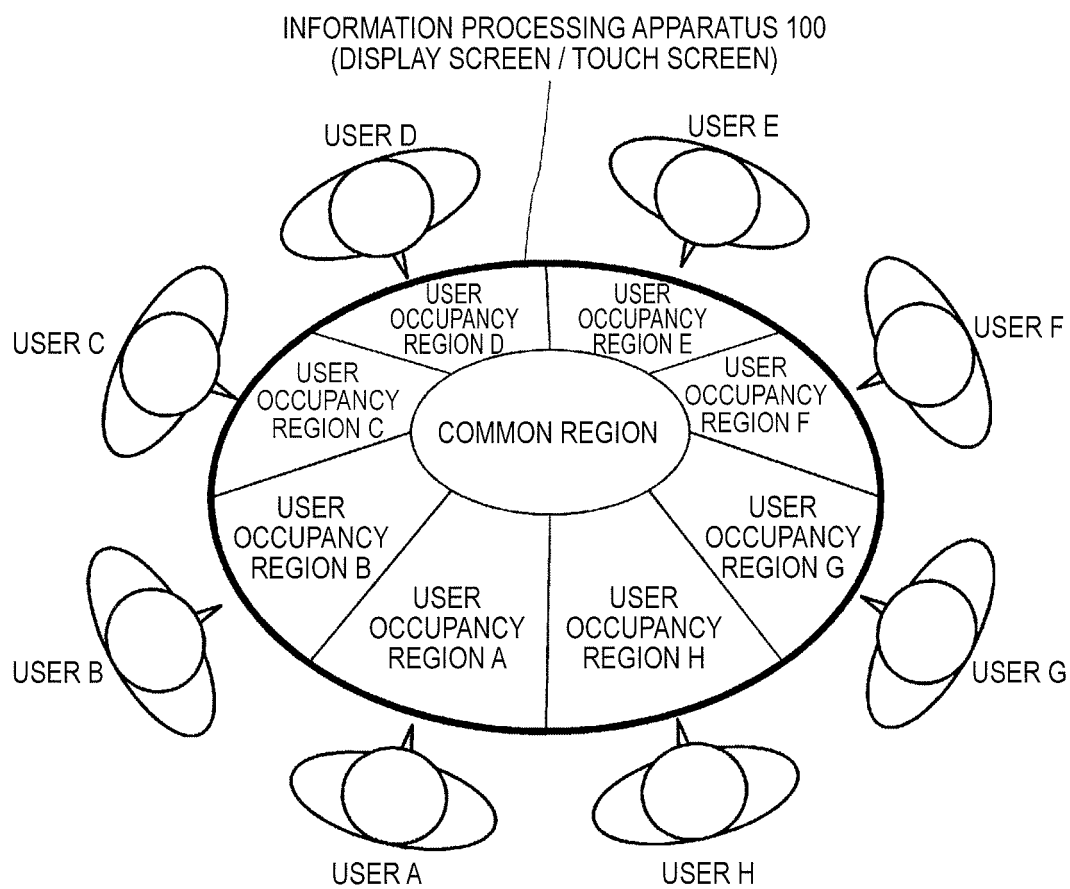 INFORMATION PROCESSING APPARATUS 100
(DISPLAY SCREEN / TOUCH SCREEN)
USER D
USER E
USER C
USER F
USER
OCCUPANCY
REGION D
USER
OCCUPANCY
REGION E
USER
OCCUPANCY
REGION C
USER
OCCUPANCY
REGION F
COMMON REGION
USER
OCCUPANCY
REGION B
USER
OCCUPANCY
REGION G
USER
OCCUPANCY
REGION A
USER
OCCUPANCY
REGION H
USER B
USER G
USER A
USER H